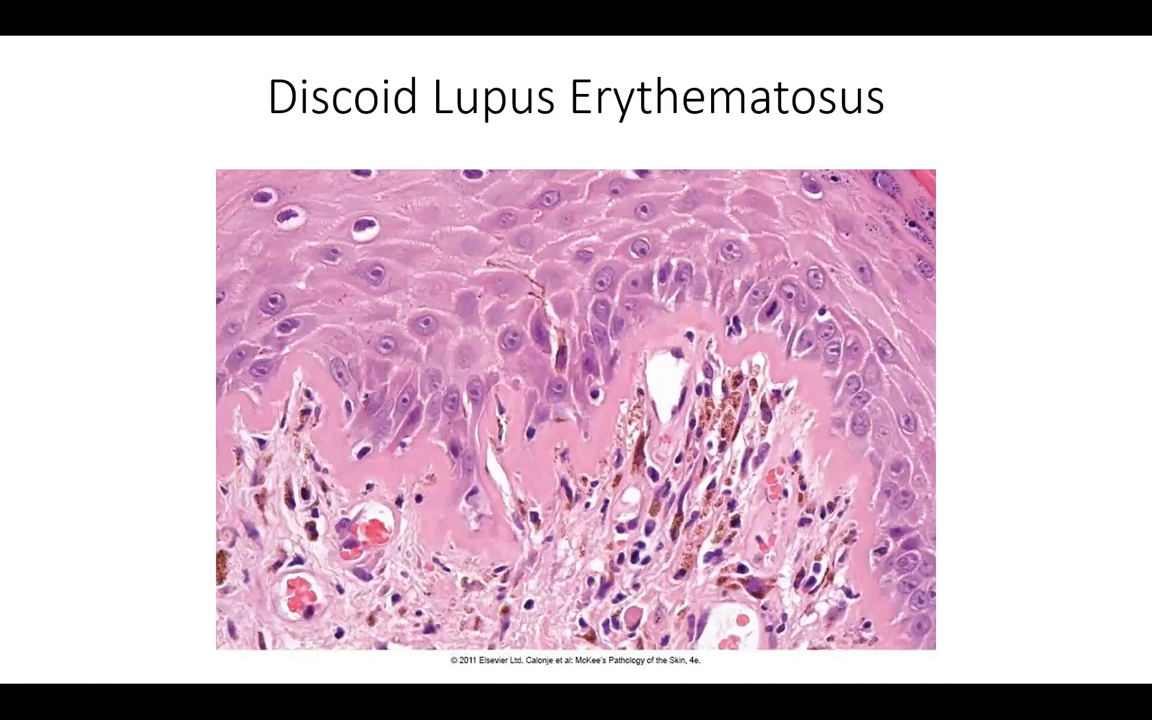 Discoid Lupus Erythematosus
© 2011 Elsevier Ltd. Calonje et al: McKee's Pathology of the Skin, 4e.